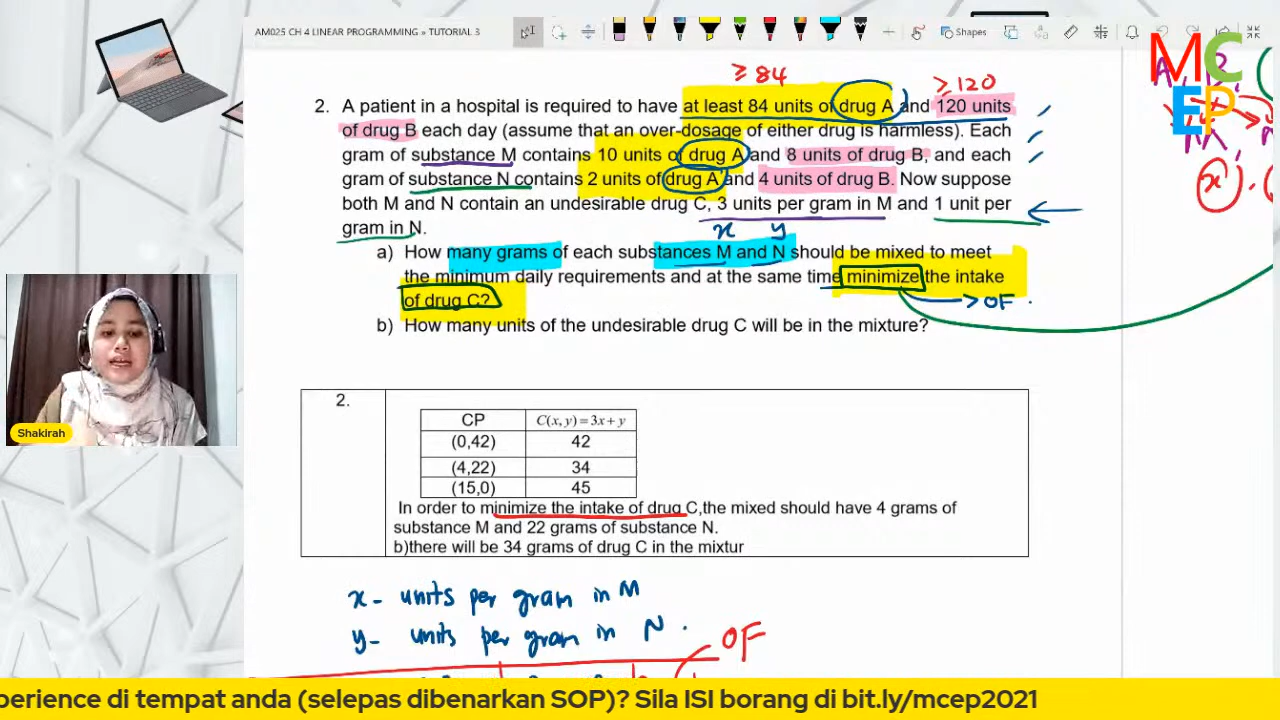 AM025 CH 4 LINEAR PROGRAMMING » TUTORIAL 3
Shapes
MC
EP
≥ 84
≥ 120
2. A patient in a hospital is required to have at least 84 units of drug A and 120 units
of drug B each day (assume that an over-dosage of either drug is harmless). Each
gram of substance M contains 10 units of drug A and 8 units of drug B, and each
gram of substance N contains 2 units of drug A and 4 units of drug B. Now suppose
both M and N contain an undesirable drug C, 3 units per gram in M and 1 unit per
gram in N.
x y
a) How many grams of each substances M and N should be mixed to meet
the minimum daily requirements and at the same time minimize the intake
of drug C?
> OF.
b) How many units of the undesirable drug C will be in the mixture?
2.
CP C(x, y) = 3x + y
(0,42) 42
(4,22) 34
(15,0) 45
In order to minimize the intake of drug C,the mixed should have 4 grams of
substance M and 22 grams of substance N.
b)there will be 34 grams of drug C in the mixtur
Shakirah
x - units per gram in M
y - units per gram in N.
OF
perience di tempat anda (selepas dibenarkan SOP)? Sila ISI borang di bit.ly/mcep2021